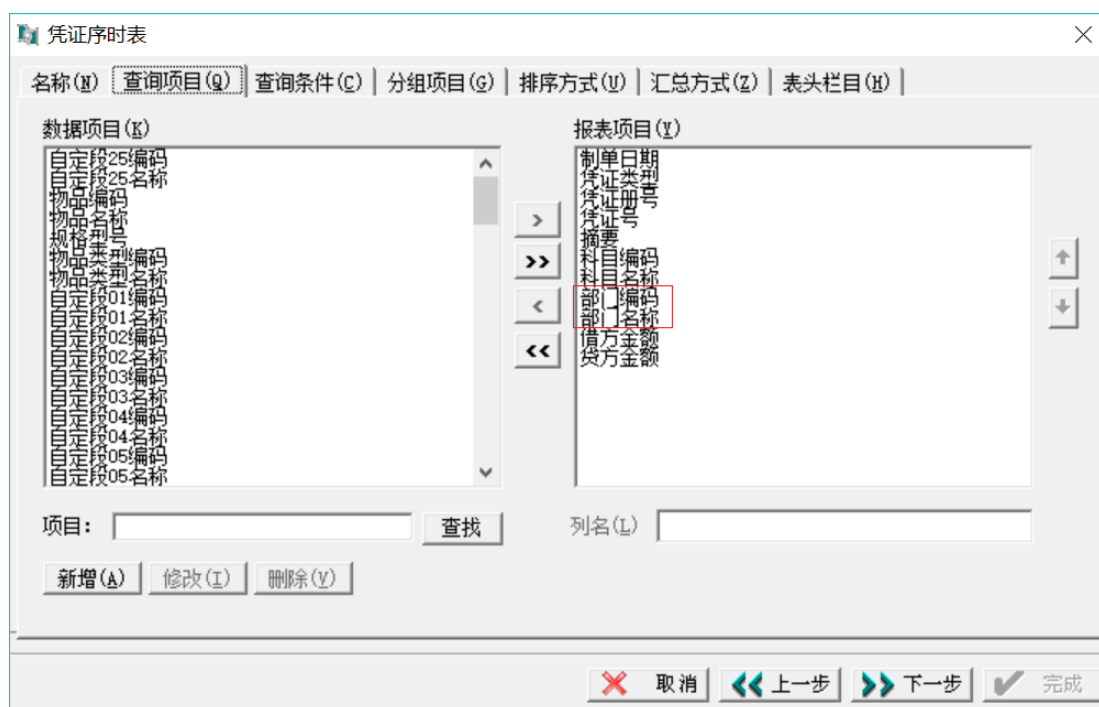 凭证序时表
名称(N) 查询项目(Q) 查询条件(C) 分组项目(G) 排序方式(U) 汇总方式(Z) 表头栏目(H)
数据项目(K)
自定段25编码
自定段25名称
物品编码
物品名称
规格型号
物品类型编码
物品类型名称
自定段01编码
自定段01名称
自定段02编码
自定段02名称
自定段03编码
自定段03名称
自定段04编码
自定段04名称
自定段05编码
自定段05名称
>
>>
<
<<
报表项目(Y)
制单日期
凭证类型
凭证册号
凭证号
摘要
科目编码
科目名称
部门编码
部门名称
借方金额
贷方金额
项目: 查找
列名(L)
新增(A) 修改(I) 删除(V)
取消 上一步 下一步 完成